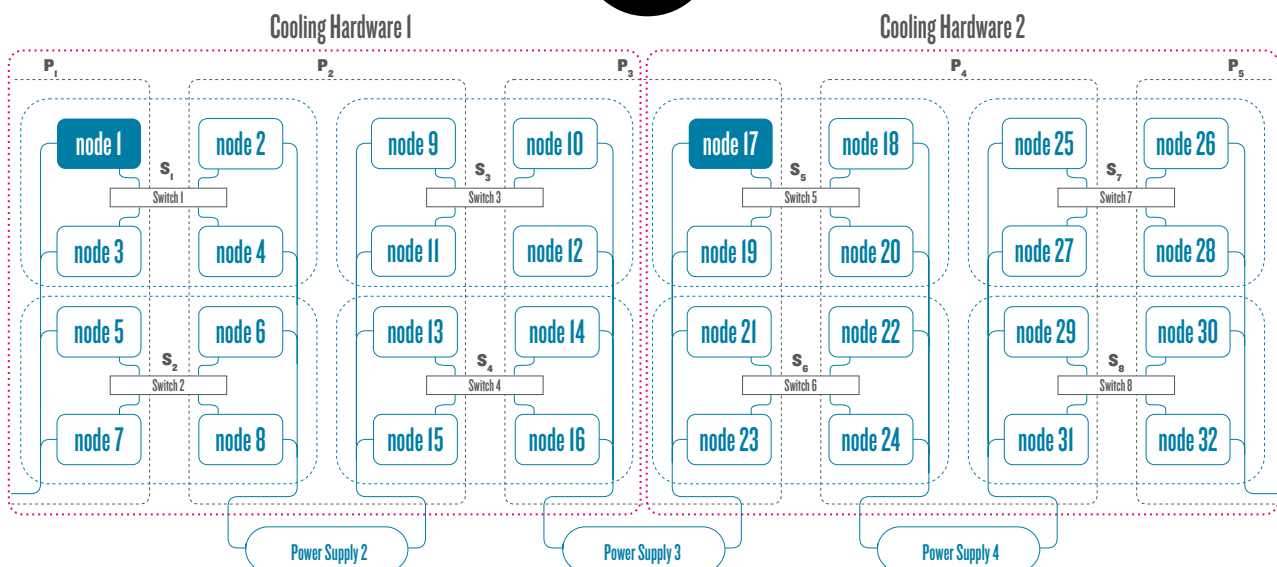 Cooling Hardware 1 Cooling Hardware 2
P1 P2 P3 P4 P5
node 1 node 2 node 9 node 10 node 17 node 18 node 25 node 26
S1 S3 S5 S7
Switch 1 Switch 3 Switch 5 Switch 7
node 3 node 4 node 11 node 12 node 19 node 20 node 27 node 28
node 5 node 6 node 13 node 14 node 21 node 22 node 29 node 30
S2 S4 S6 S8
Switch 2 Switch 4 Switch 6 Switch 8
node 7 node 8 node 15 node 16 node 23 node 24 node 31 node 32
Power Supply 2 Power Supply 3 Power Supply 4